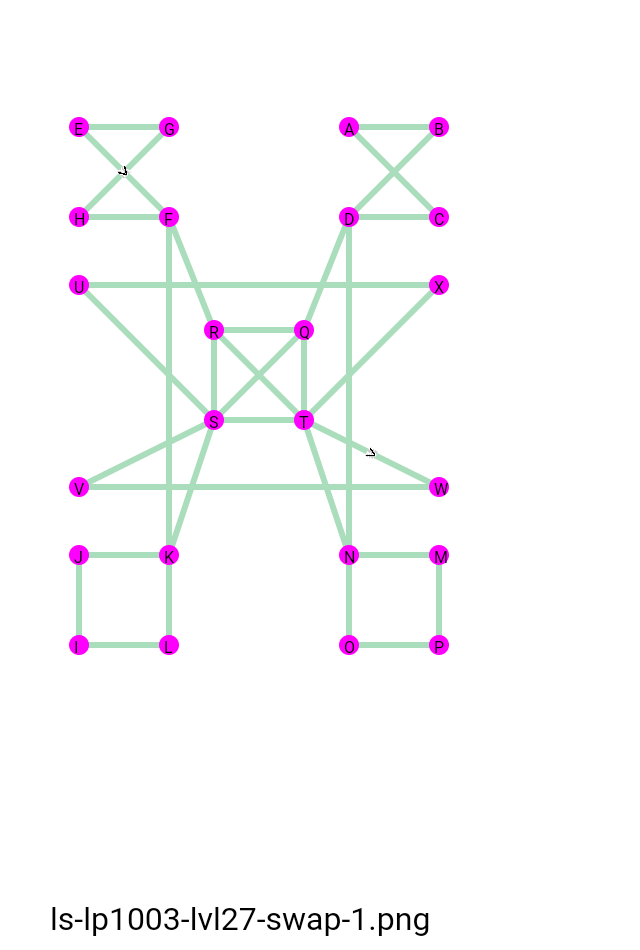 E G A B
H F D C
U X
R Q
S T
V W
J K N M
I L O P
ls-lp1003-lvl27-swap-1.png